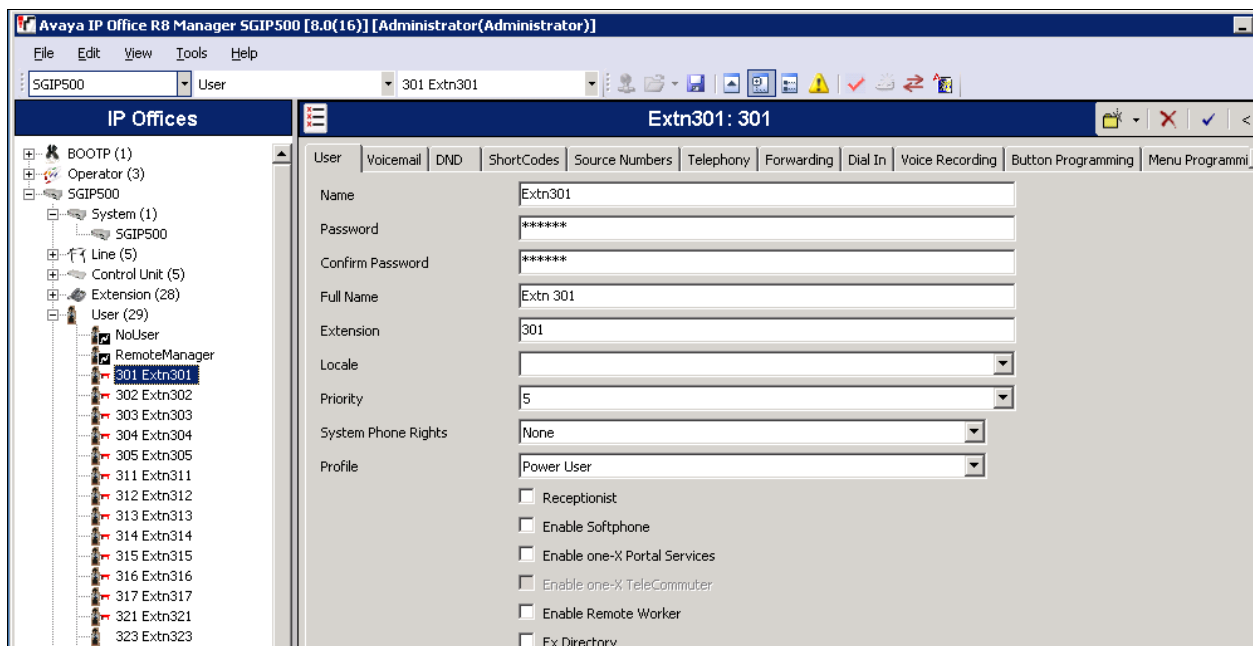 Avaya IP Office R8 Manager SGIP500 [8.0(16)] [Administrator(Administrator)]
File Edit View Tools Help
SGIP500 User 301 Extn301
IP Offices
Extn301: 301
BOOTP (1)
Operator (3)
SGIP500
System (1)
SGIP500
Line (5)
Control Unit (5)
Extension (28)
User (29)
NoUser
RemoteManager
301 Extn301
302 Extn302
303 Extn303
304 Extn304
305 Extn305
311 Extn311
312 Extn312
313 Extn313
314 Extn314
315 Extn315
316 Extn316
317 Extn317
321 Extn321
323 Extn323
User Voicemail DND ShortCodes Source Numbers Telephony Forwarding Dial In Voice Recording Button Programming Menu Programmi
Name Extn301
Password ******
Confirm Password ******
Full Name Extn 301
Extension 301
Locale
Priority 5
System Phone Rights None
Profile Power User
Receptionist
Enable Softphone
Enable one-X Portal Services
Enable one-X TeleCommuter
Enable Remote Worker
Ex Directory